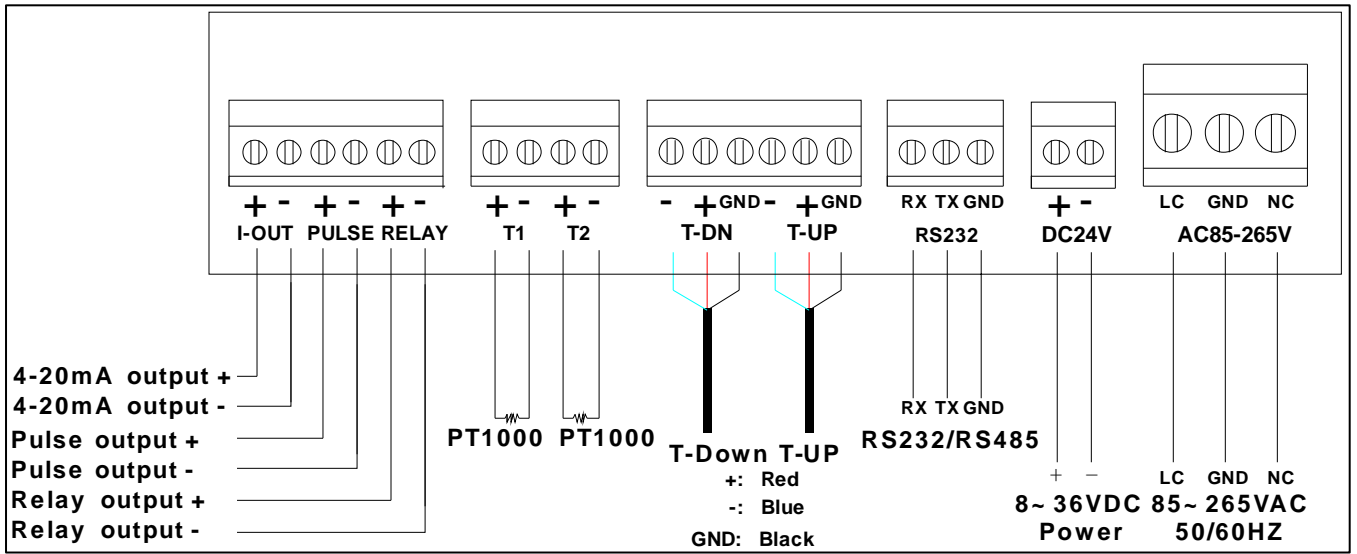 + - + - + -
I-OUT PULSE RELAY
+ - + -
T1 T2
- + GND - + GND
T-DN T-UP
RX TX GND
RS232
+ -
DC24V
LC GND NC
AC85-265V
4-20mA output +
4-20mA output -
Pulse output +
Pulse output -
Relay output +
Relay output -
PT1000 PT1000
T-Down T-UP
+: Red
-: Blue
GND: Black
RX TX GND
RS232/RS485
+ -
8~36VDC
Power
LC GND NC
85~265VAC
50/60HZ